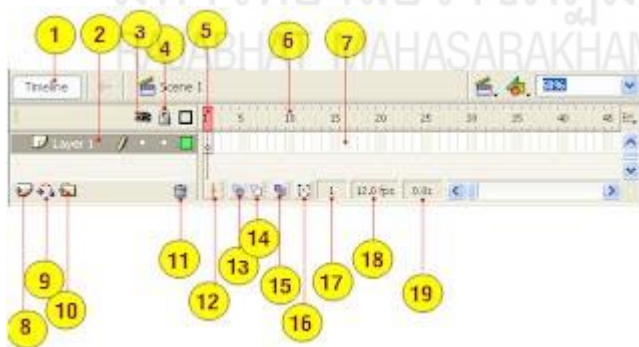 1 2 3 4 5 6 7
RAJABHAT MAHASARAKHAM
Timeline Scene 1
5 10 15 20 25 30 35 40 45
Layer 1
1 12.0 fps 0.0s
8 9 10 11 12 13 14 15 16 17 18 19